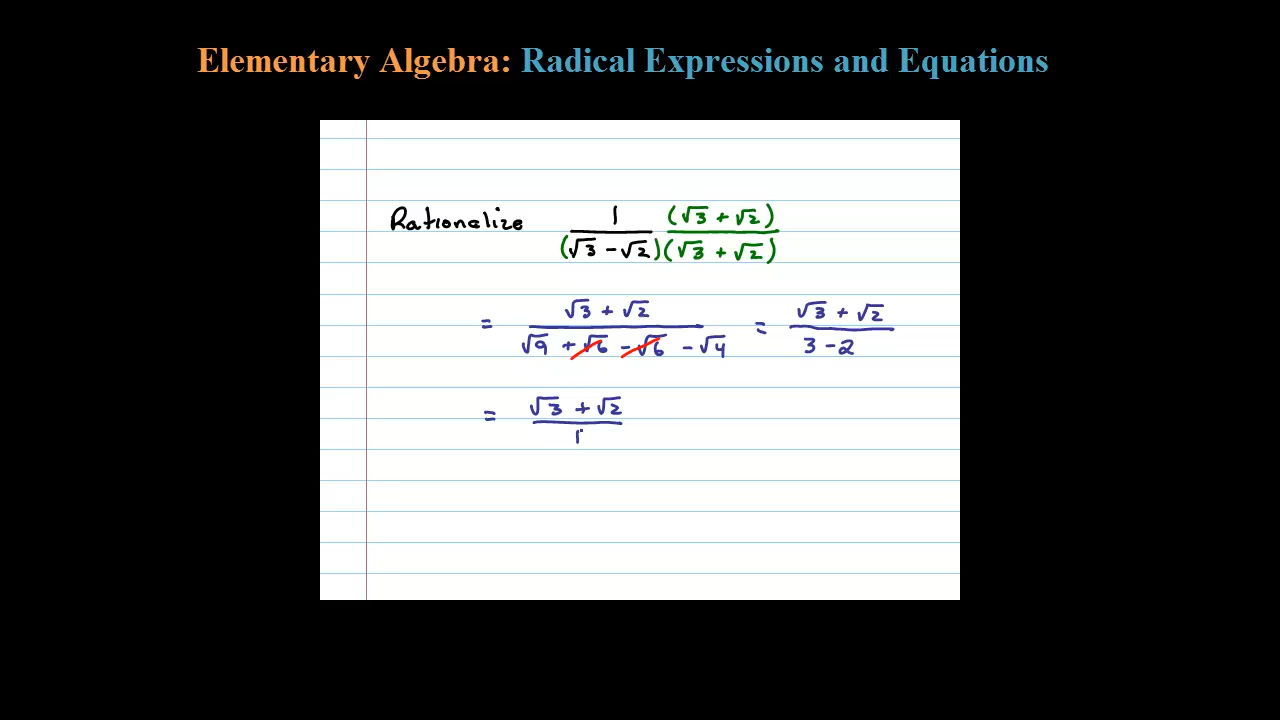 Elementary Algebra: Radical Expressions and Equations
Rationalize 1/(√3 − √2) (√3 + √2)/(√3 + √2)
= (√3 + √2)/(√9 + √6 − √6 − √4) = (√3 + √2)/(3 − 2)
= (√3 + √2)/1